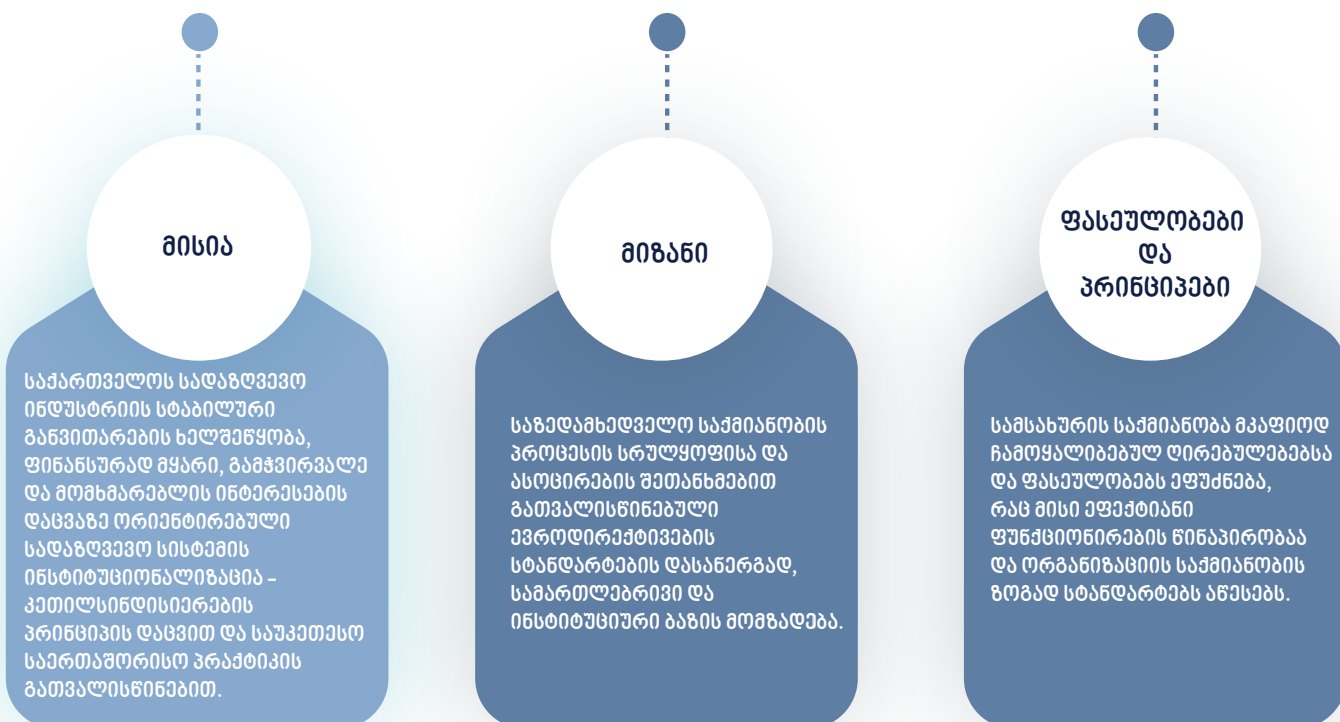 მისია
საქართველოს სადაზღვევო
ინდუსტრიის სტაბილური
განვითარების ხელშეწყობა,
ფინანსურად მყარი, გამჭვირვალე
და მომხმარებლის ინტერესების
დაცვაზე ორიენტირებული
სადაზღვევო სისტემის
ინსტიტუციონალიზაცია –
კეთილსინდისიერების
პრინციპის დაცვით და საუკეთესო
საერთაშორისო პრაქტიკის
გათვალისწინებით.
მიზანი
საზედამხედველო საქმიანობის
პროცესის სრულყოფისა და
ასოცირების შეთანხმებით
გათვალისწინებული
ევროდირექტივების
სტანდარტების დასანერგად,
სამართლებრივი და
ინსტიტუციური ბაზის მომზადება.
ფასეულობები
და
პრინციპები
სამსახურის საქმიანობა მკაფიოდ
ჩამოყალიბებულ ღირებულებებსა
და ფასეულობებს ეფუძნება,
რაც მისი ეფექტიანი
ფუნქციონირების წინაპირობაა
და ორგანიზაციის საქმიანობის
ზოგად სტანდარტებს აწესებს.